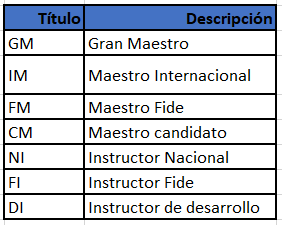 Título Descripción
GM Gran Maestro
IM Maestro Internacional
FM Maestro Fide
CM Maestro candidato
NI Instructor Nacional
FI Instructor Fide
DI Instructor de desarrollo